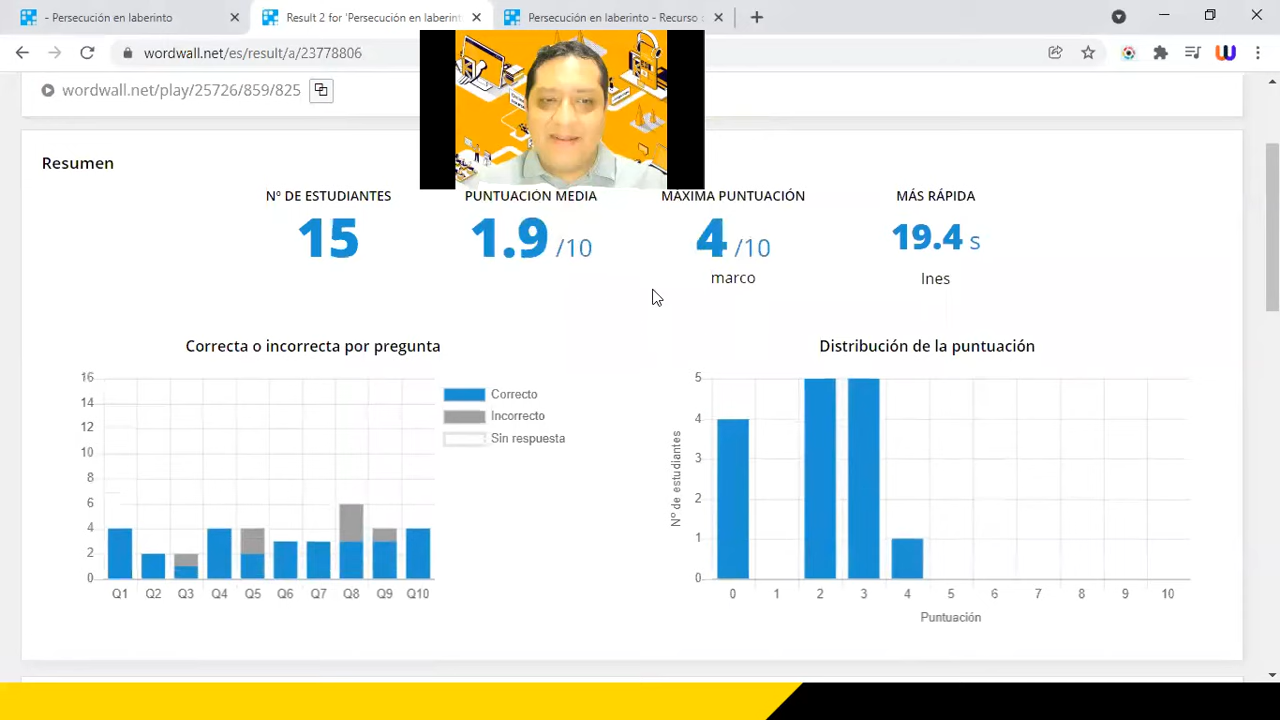 - Persecución en laberinto
Result 2 for 'Persecución en laberint
Persecución en laberinto - Recurso
wordwall.net/es/result/a/23778806
wordwall.net/play/25726/859/825
Resumen
Nº DE ESTUDIANTES
PUNTUACIÓN MEDIA
MÁXIMA PUNTUACIÓN
MÁS RÁPIDA
15
1.9 /10
4 /10
19.4 s
marco
Ines
Correcta o incorrecta por pregunta
16
14
12
10
8
6
4
2
0
Q1 Q2 Q3 Q4 Q5 Q6 Q7 Q8 Q9 Q10
Correcto
Incorrecto
Sin respuesta
Distribución de la puntuación
Nº de estudiantes
5
4
3
2
1
0
0 1 2 3 4 5 6 7 8 9 10
Puntuación